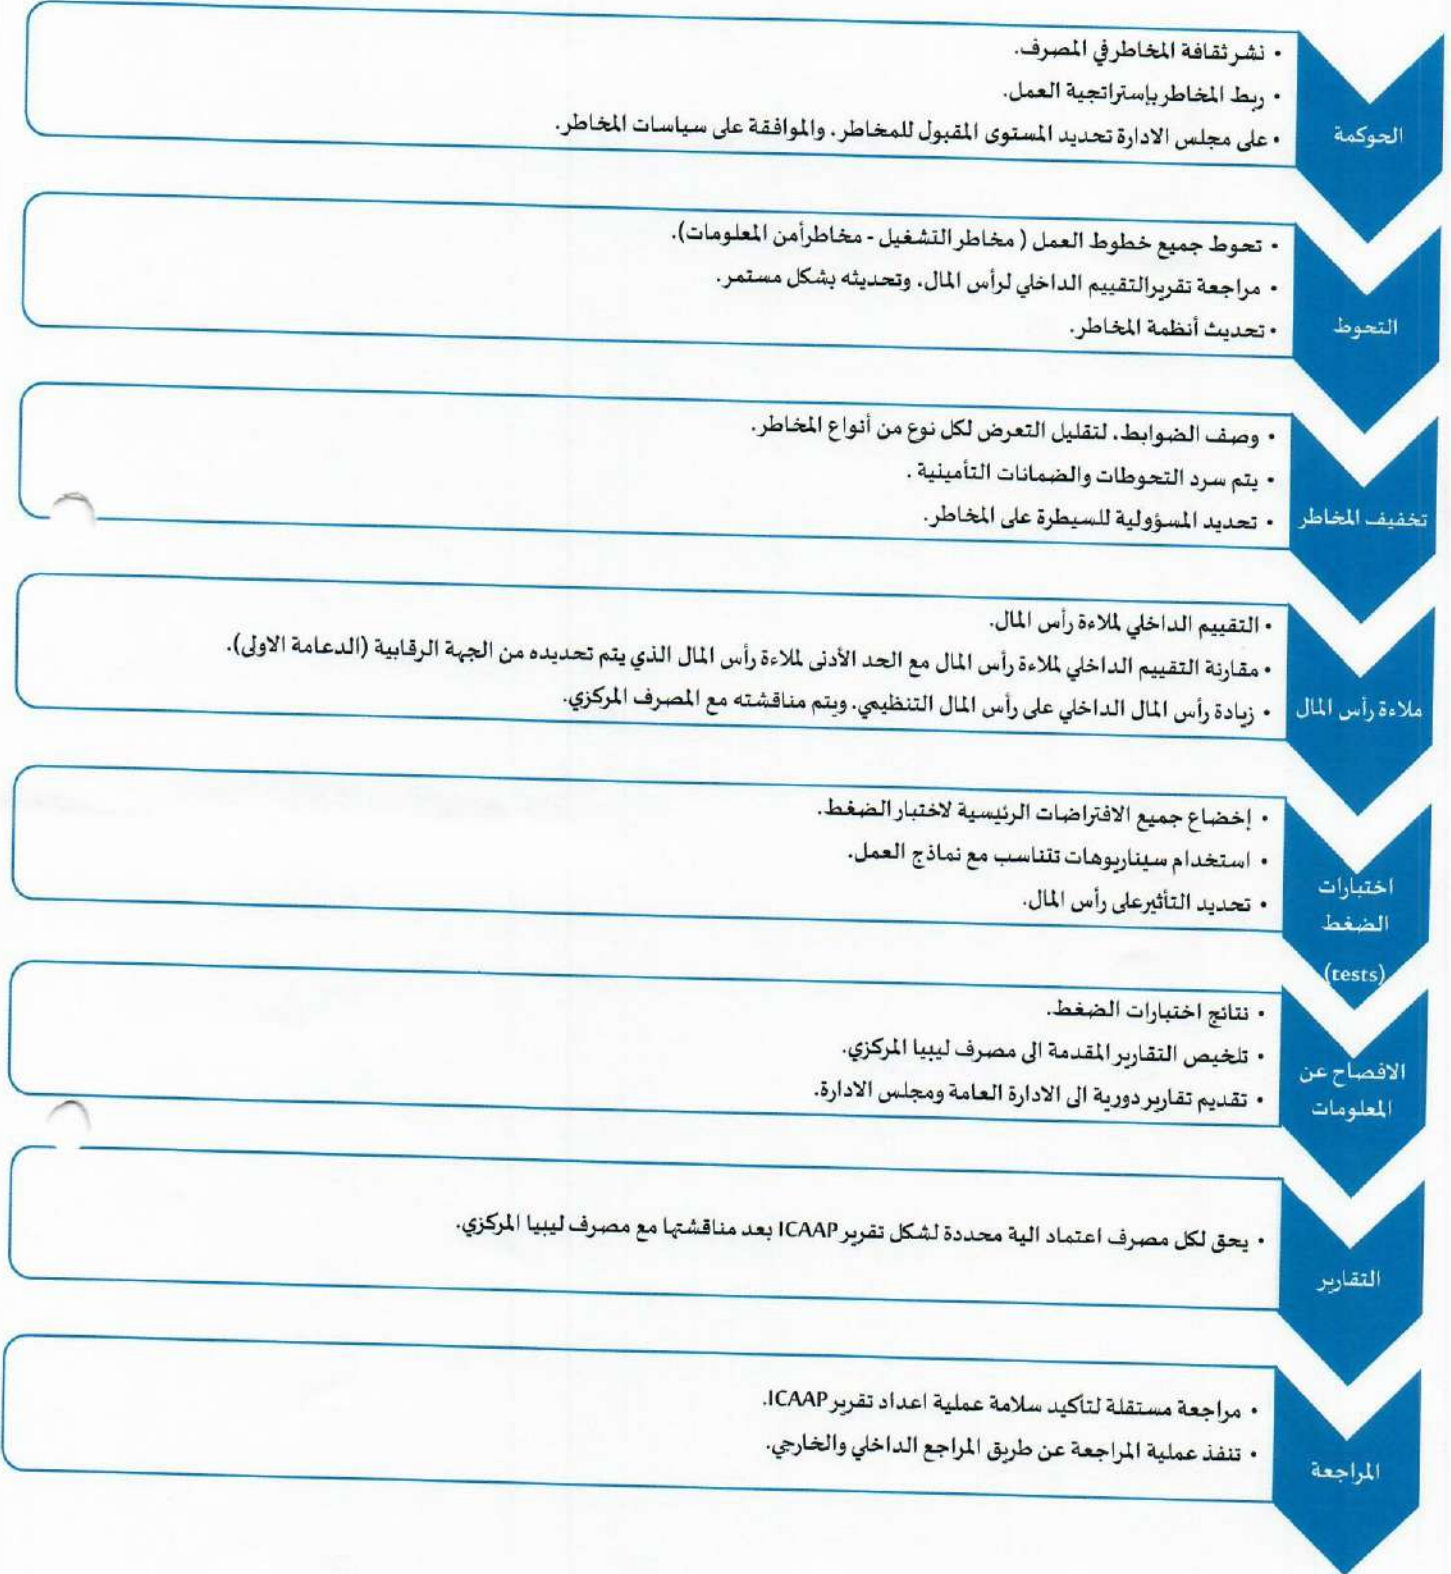 الحوكمة
• نشر ثقافة المخاطر في المصرف.
• ربط المخاطر بإستراتجية العمل.
• على مجلس الادارة تحديد المستوى المقبول للمخاطر، والموافقة على سياسات المخاطر.
التحوط
• تحوط جميع خطوط العمل ( مخاطر التشغيل - مخاطر أمن المعلومات).
• مراجعة تقرير التقييم الداخلي لرأس المال، وتحديثه بشكل مستمر.
• تحديث أنظمة المخاطر.
تخفيف المخاطر
• وصف الضوابط، لتقليل التعرض لكل نوع من أنواع المخاطر.
• يتم سرد التحوطات والضمانات التأمينية .
• تحديد المسؤولية للسيطرة على المخاطر.
ملاءة رأس المال
• التقييم الداخلي لملاءة رأس المال.
• مقارنة التقييم الداخلي لملاءة رأس المال مع الحد الأدنى لملاءة رأس المال الذي يتم تحديده من الجهة الرقابية (الدعامة الاولى).
• زيادة رأس المال الداخلي على رأس المال التنظيمي، ويتم مناقشته مع المصرف المركزي.
اختبارات
الضغط
(tests)
• إخضاع جميع الافتراضات الرئيسية لاختبار الضغط.
• استخدام سيناريوهات تتناسب مع نماذج العمل.
• تحديد التأثير على رأس المال.
الافصاح عن
المعلومات
• نتائج اختبارات الضغط.
• تلخيص التقارير المقدمة الى مصرف ليبيا المركزي.
• تقديم تقارير دورية الى الادارة العامة ومجلس الادارة.
التقارير
• يحق لكل مصرف اعتماد الية محددة لشكل تقرير ICAAP بعد مناقشتها مع مصرف ليبيا المركزي.
المراجعة
• مراجعة مستقلة لتأكيد سلامة عملية اعداد تقرير ICAAP.
• تنفذ عملية المراجعة عن طريق المراجع الداخلي والخارجي.